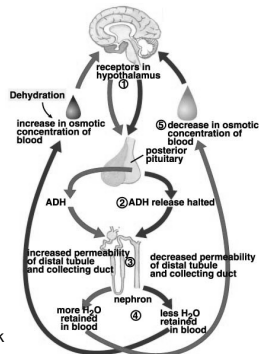 receptors in
hypothalamus
①
Dehydration
increase in osmotic
concentration of
blood
⑤ decrease in osmotic
concentration of
blood
posterior
pituitary
ADH
② ADH release halted
increased permeability
of distal tubule
and collecting duct
③
decreased permeability
of distal tubule
and collecting duct
nephron
more H₂O
retained
in blood
④
less H₂O
retained
in blood
k